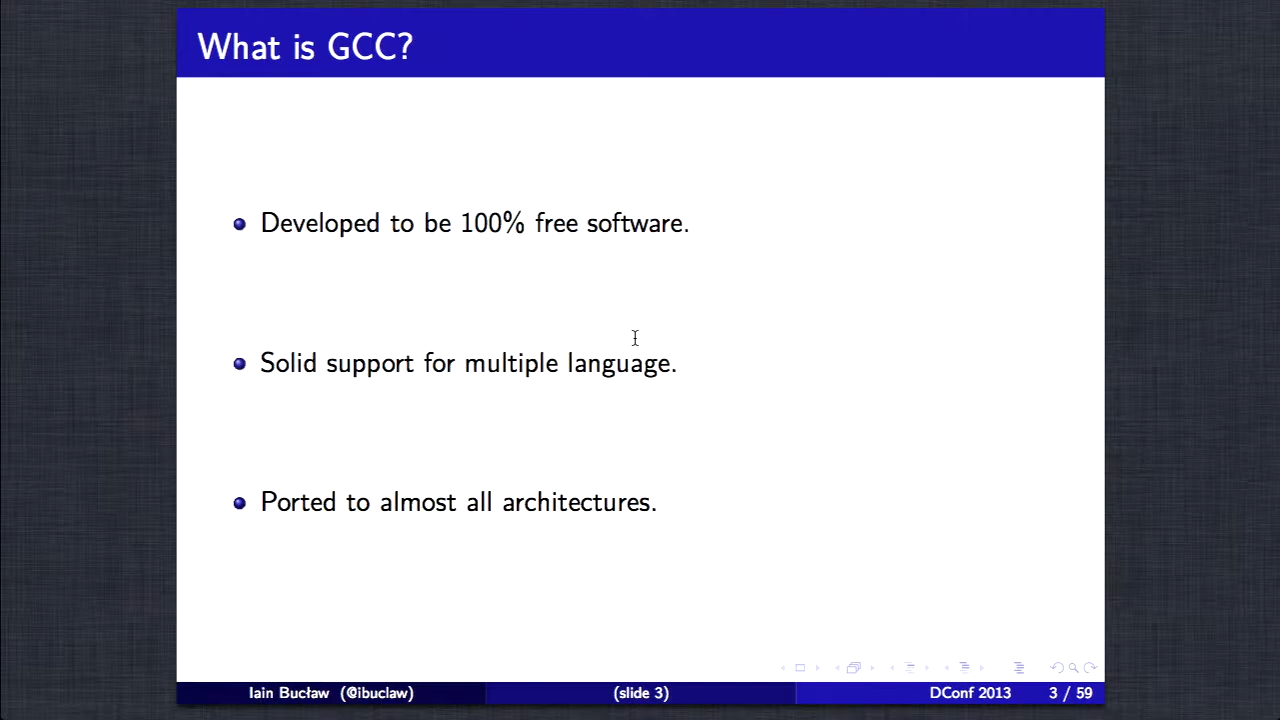 What is GCC?
Developed to be 100% free software.
Solid support for multiple language.
Ported to almost all architectures.
Iain Bucław (@ibuclaw) (slide 3) DConf 2013 3 / 59